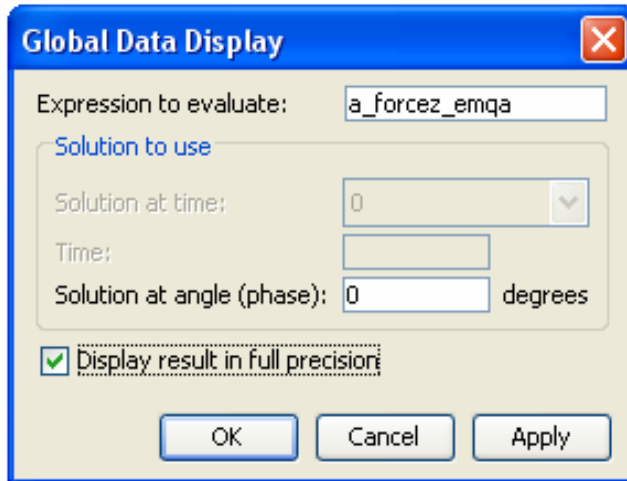 Global Data Display
Expression to evaluate: a_forcez_emqa
Solution to use
Solution at time: 0
Time:
Solution at angle (phase): 0 degrees
Display result in full precision
OK Cancel Apply